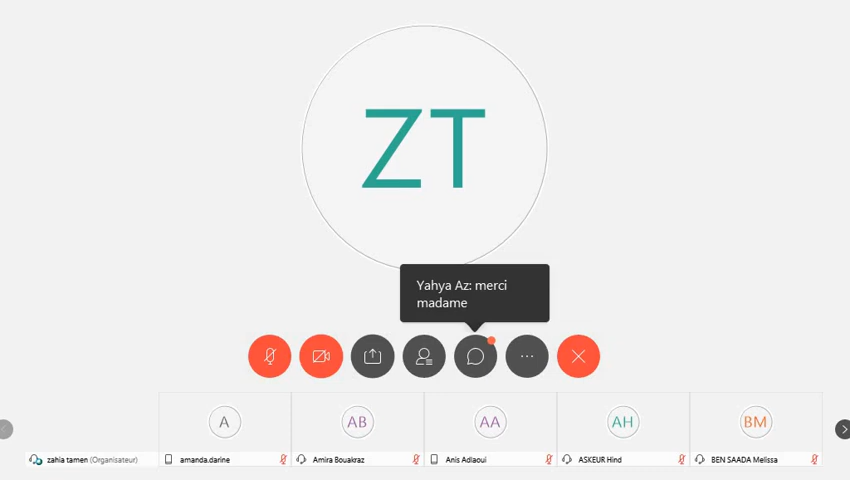 ZT
Yahya Az: merci
madame
A
AB
AA
AH
BM
zahia tamen (Organisateur)
amanda.darine
Amira Bouakraz
Anis Adlaoui
ASKEUR Hind
BEN SAADA Melissa